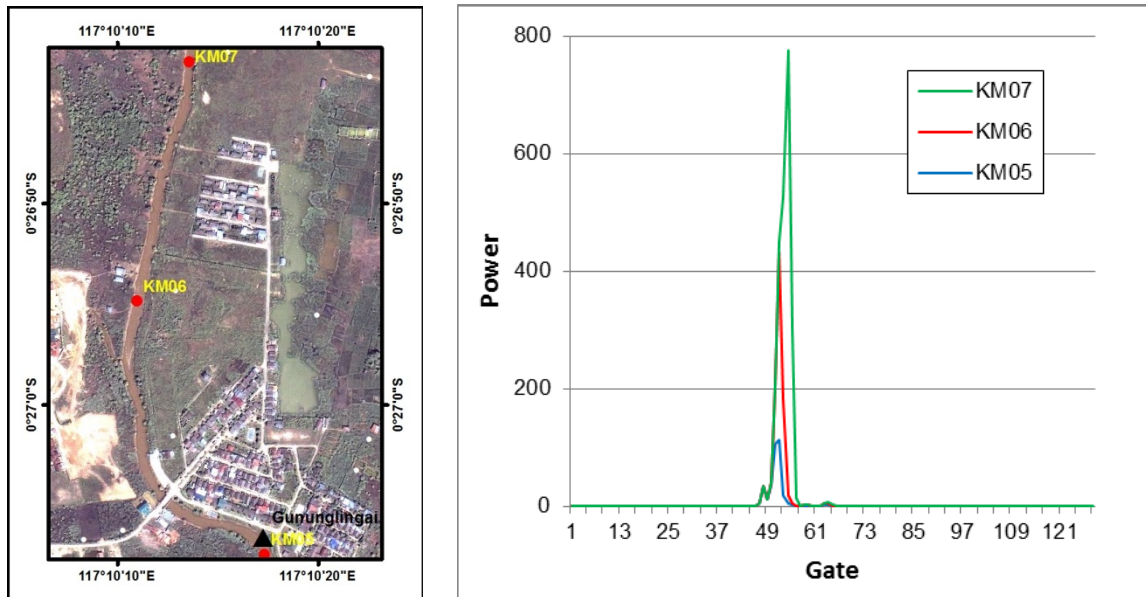 117°10'10"E 117°10'20"E
KM07
0°26'50"S 0°26'50"S
KM06
0°27'0"S 0°27'0"S
Gununglingai
117°10'10"E 117°10'20"E
800
600
400
200
0
Power
KM07
KM06
KM05
1 13 25 37 49 61 73 85 97 109 121
Gate